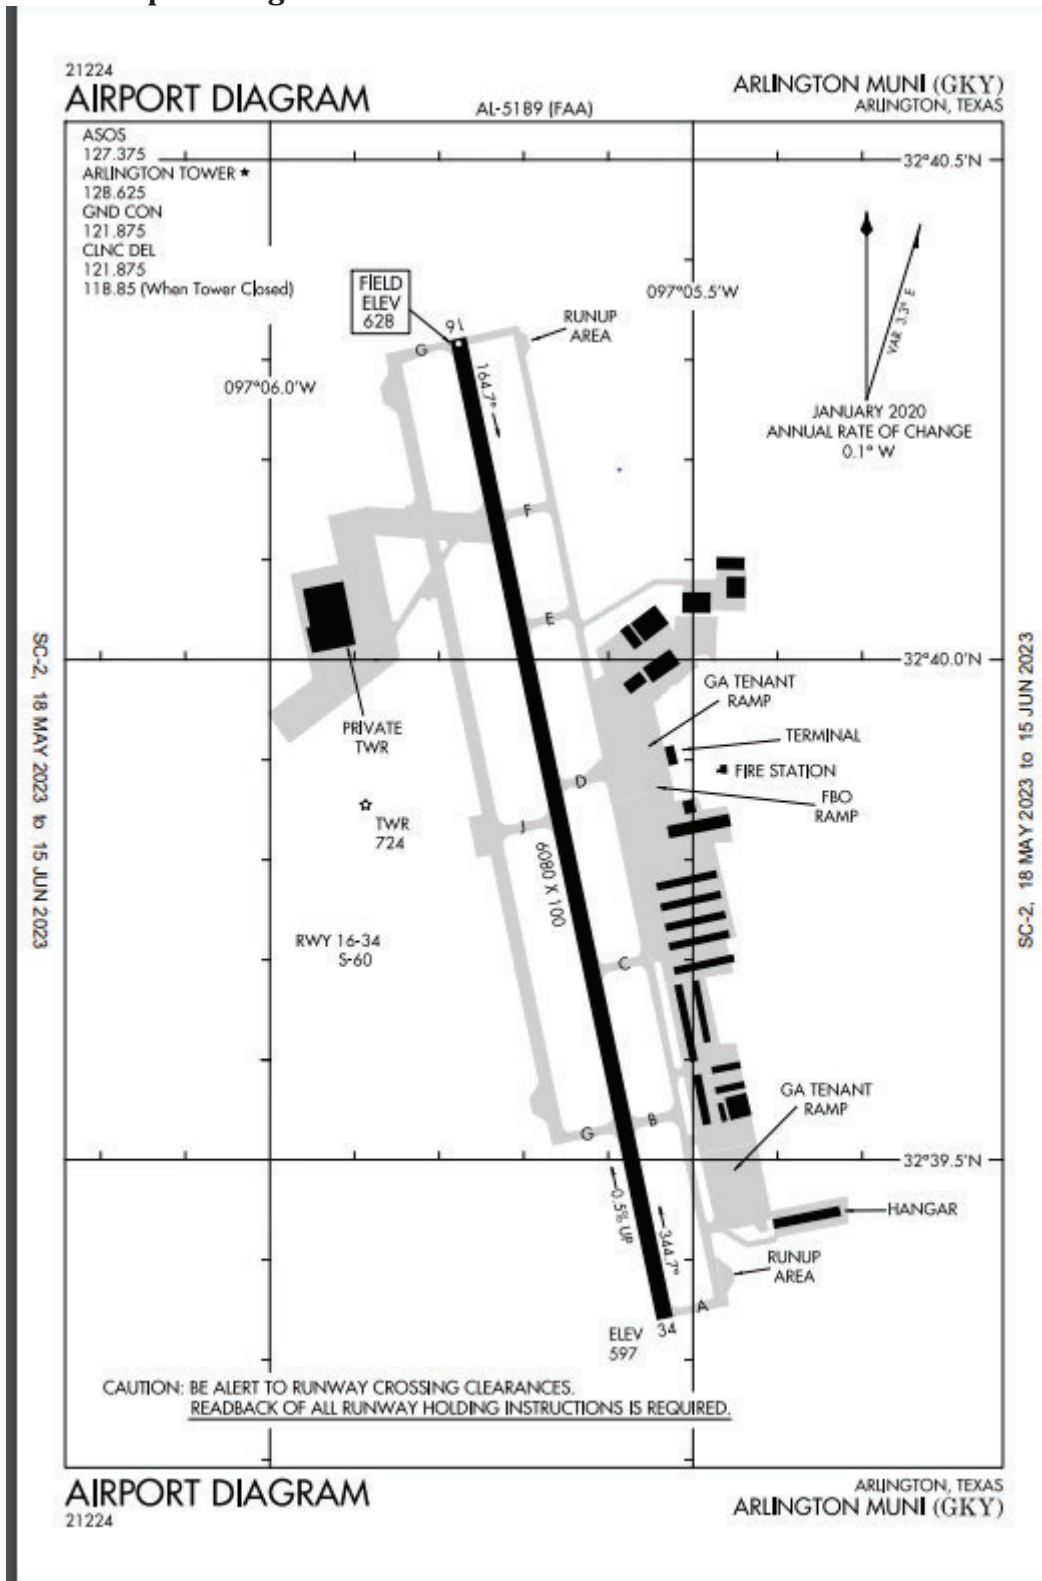 21224
AIRPORT DIAGRAM
AL-5189 (FAA)
ARLINGTON MUNI (GKY)
ARLINGTON, TEXAS
ASOS
127.375
ARLINGTON TOWER ★
128.625
GND CON
121.875
CLNC DEL
121.875
118.85 (When Tower Closed)
32°40.5'N
VAR 3.3° E
JANUARY 2020
ANNUAL RATE OF CHANGE
0.1° W
097°05.5'W
097°06.0'W
FIELD
ELEV
628
16
G
RUNUP
AREA
164.7°
F
E
32°40.0'N
PRIVATE
TWR
GA TENANT
RAMP
TERMINAL
FIRE STATION
FBO
RAMP
D
TWR
724
J
6080 X 100
RWY 16-34
S-60
C
GA TENANT
RAMP
B
G
32°39.5'N
0.5% UP
344.7°
HANGAR
RUNUP
AREA
A
34
ELEV
597
CAUTION: BE ALERT TO RUNWAY CROSSING CLEARANCES.
READBACK OF ALL RUNWAY HOLDING INSTRUCTIONS IS REQUIRED.
SC-2, 18 MAY 2023 to 15 JUN 2023
SC-2, 18 MAY 2023 to 15 JUN 2023
AIRPORT DIAGRAM
21224
ARLINGTON, TEXAS
ARLINGTON MUNI (GKY)